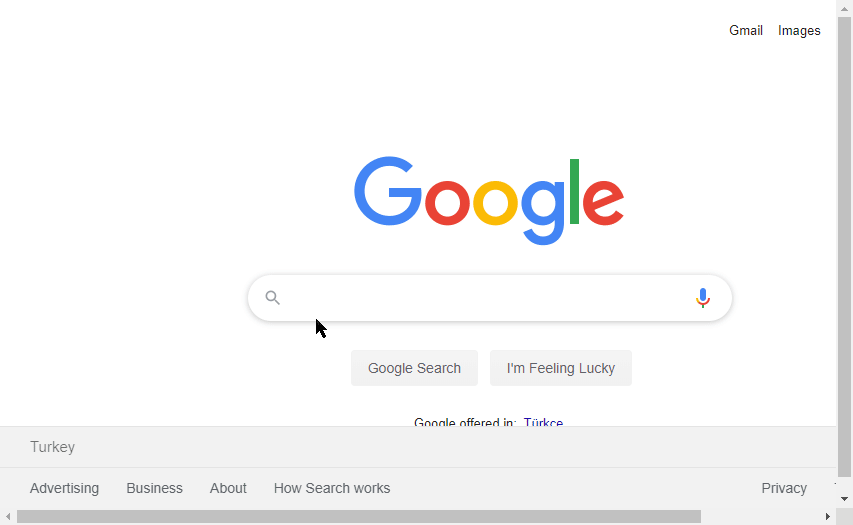 Gmail Images
Google
Google Search I'm Feeling Lucky
Google offered in: Türkçe
Turkey
Advertising Business About How Search works Privacy